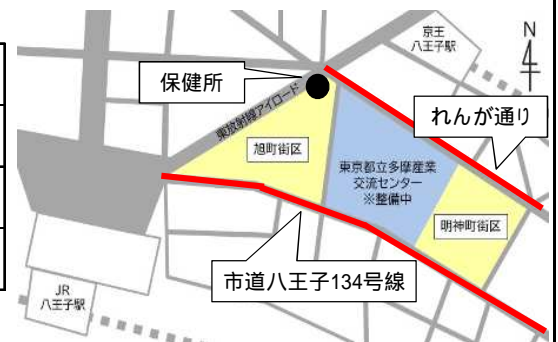 京王
八王子駅
N
4
保健所
れんが通り
東放射線アイロード
旭町街区
東京都立多摩産業
交流センター
※整備中
明神町街区
市道八王子134号線
JR
八王子駅